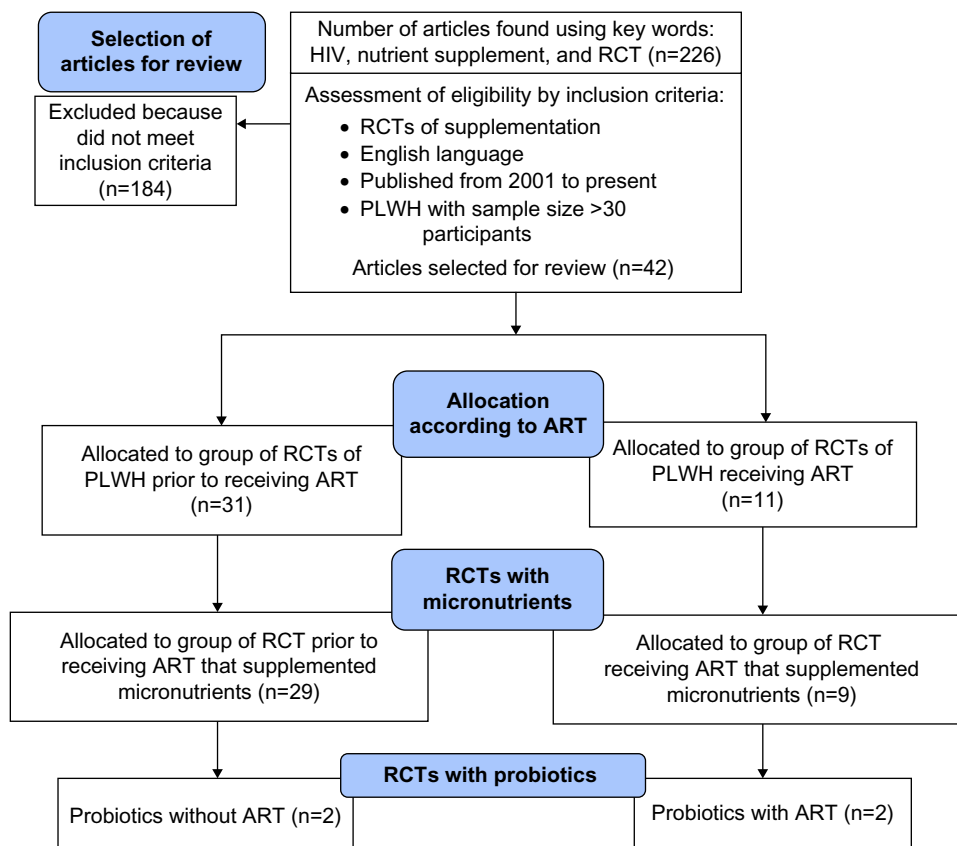 Selection of
articles for review
Number of articles found using key words:
HIV, nutrient supplement, and RCT (n=226)
Excluded because
did not meet
inclusion criteria
(n=184)
Assessment of eligibility by inclusion criteria:
• RCTs of supplementation
• English language
• Published from 2001 to present
• PLWH with sample size >30
participants
Articles selected for review (n=42)
Allocation
according to ART
Allocated to group of RCTs of
PLWH prior to receiving ART
(n=31)
Allocated to group of RCTs of
PLWH receiving ART
(n=11)
RCTs with
micronutrients
Allocated to group of RCT prior to
receiving ART that supplemented
micronutrients (n=29)
Allocated to group of RCT
receiving ART that supplemented
micronutrients (n=9)
RCTs with probiotics
Probiotics without ART (n=2)
Probiotics with ART (n=2)